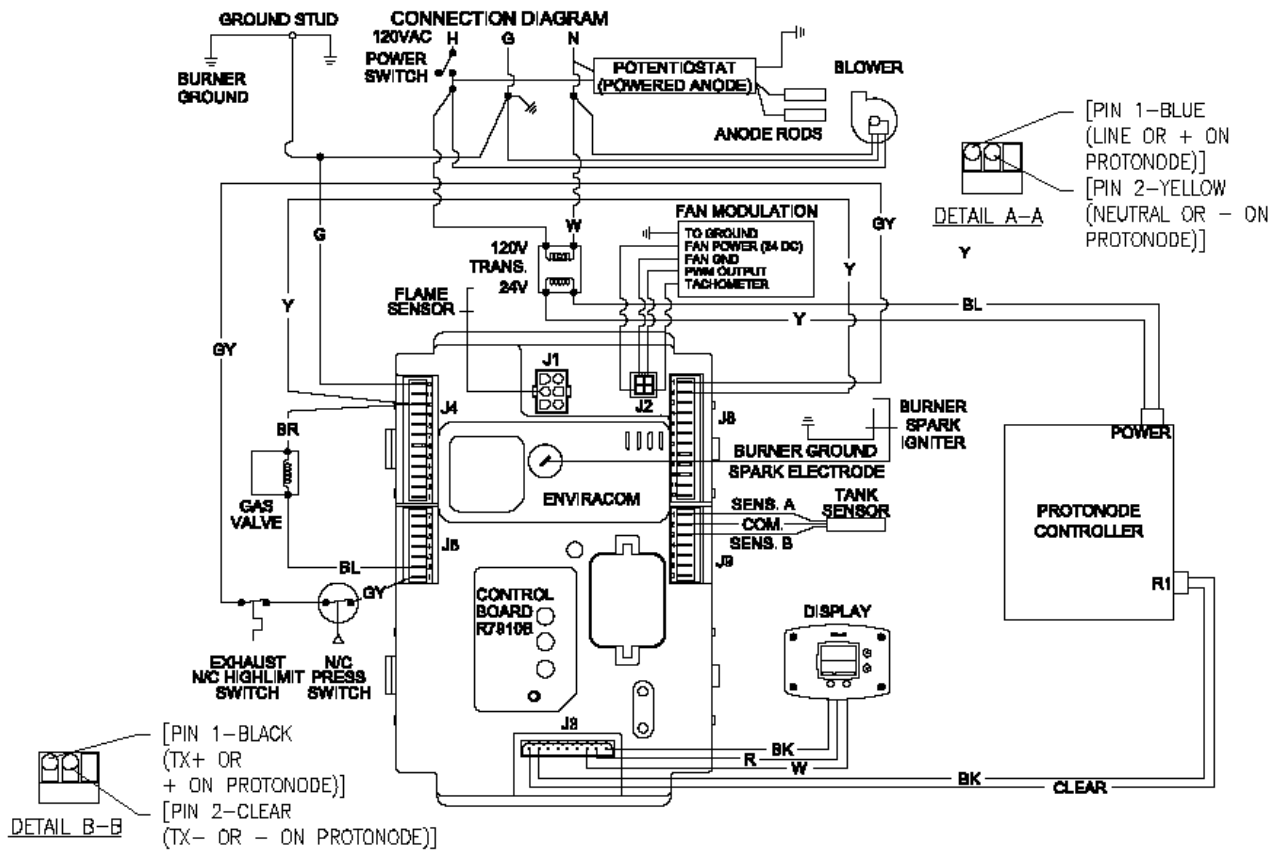 GROUND STUD
CONNECTION DIAGRAM
120VAC H G N
POWER
SWITCH
BURNER
GROUND
POTENTIOSTAT
(POWERED ANODE)
ANODE RODS
BLOWER
[PIN 1-BLUE
(LINE OR + ON
PROTONODE)]
[PIN 2-YELLOW
(NEUTRAL OR - ON
PROTONODE)]
DETAIL A-A
Y
G
W
120V
TRANS.
24V
FAN MODULATION
TO GROUND
FAN POWER (24 DC)
FAN GND
PWM OUTPUT
TACHOMETER
GY
Y
FLAME
SENSOR
Y
GY
Y
BL
J1
J2
J4
J8
BR
GAS
VALVE
BURNER
SPARK
IGNITER
BURNER GROUND
SPARK ELECTRODE
ENVIRACOM
SENS. A
COM.
SENS. B
TANK
SENSOR
J9
BL
GY
POWER
PROTONODE
CONTROLLER
R1
CONTROL
BOARD
R7910B
DISPLAY
EXHAUST
N/C HIGHLIMIT
SWITCH
N/C
PRESS
SWITCH
J3
BK
R
W
BK
CLEAR
[PIN 1-BLACK
(TX+ OR
+ ON PROTONODE)]
[PIN 2-CLEAR
(TX- OR - ON PROTONODE)]
DETAIL B-B